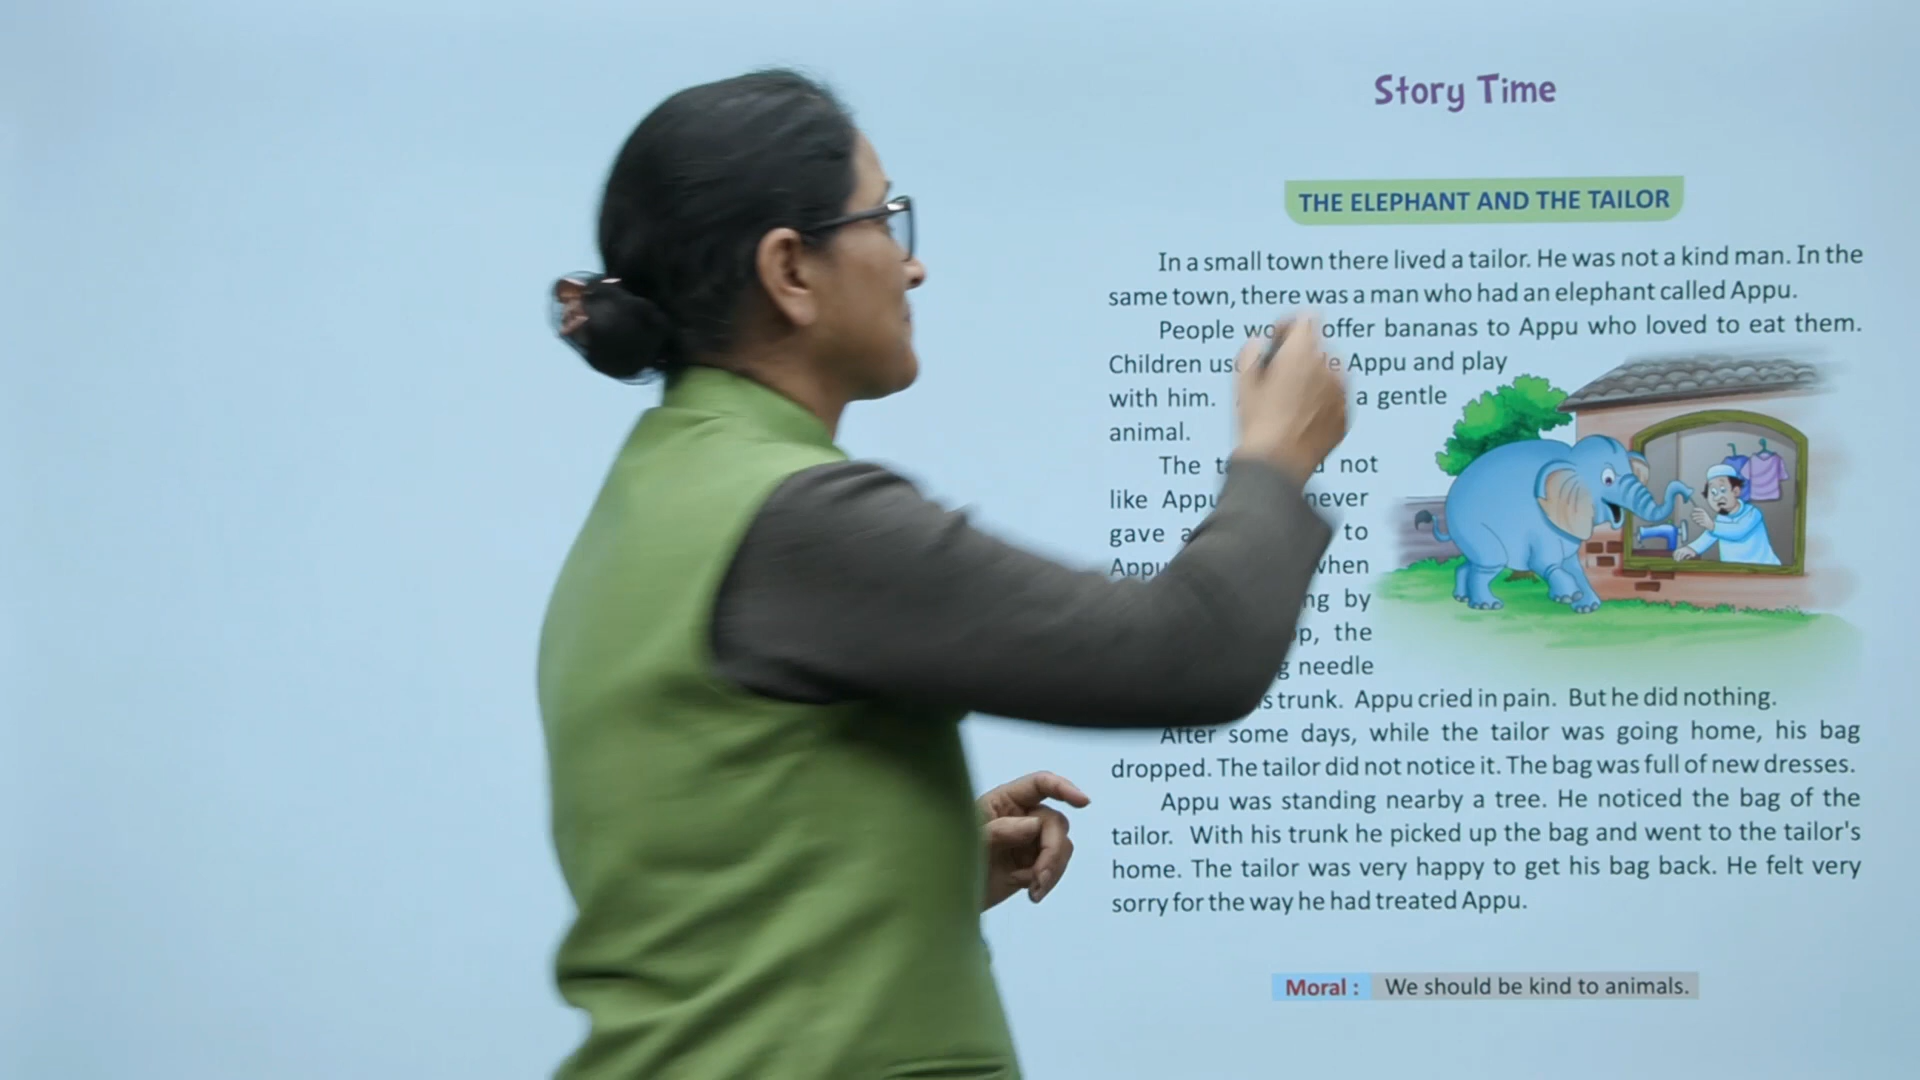 Story Time
THE ELEPHANT AND THE TAILOR
In a small town there lived a tailor. He was not a kind man. In the
same town, there was a man who had an elephant called Appu.
People offer bananas to Appu who loved to eat them.
Children Appu and play
with him. a gentle
animal.
The not
like Appu never
gave to
Appu when
by
the
needle
trunk. Appu cried in pain. But he did nothing.
After some days, while the tailor was going home, his bag
dropped. The tailor did not notice it. The bag was full of new dresses.
Appu was standing nearby a tree. He noticed the bag of the
tailor. With his trunk he picked up the bag and went to the tailor's
home. The tailor was very happy to get his bag back. He felt very
sorry for the way he had treated Appu.
Moral : We should be kind to animals.